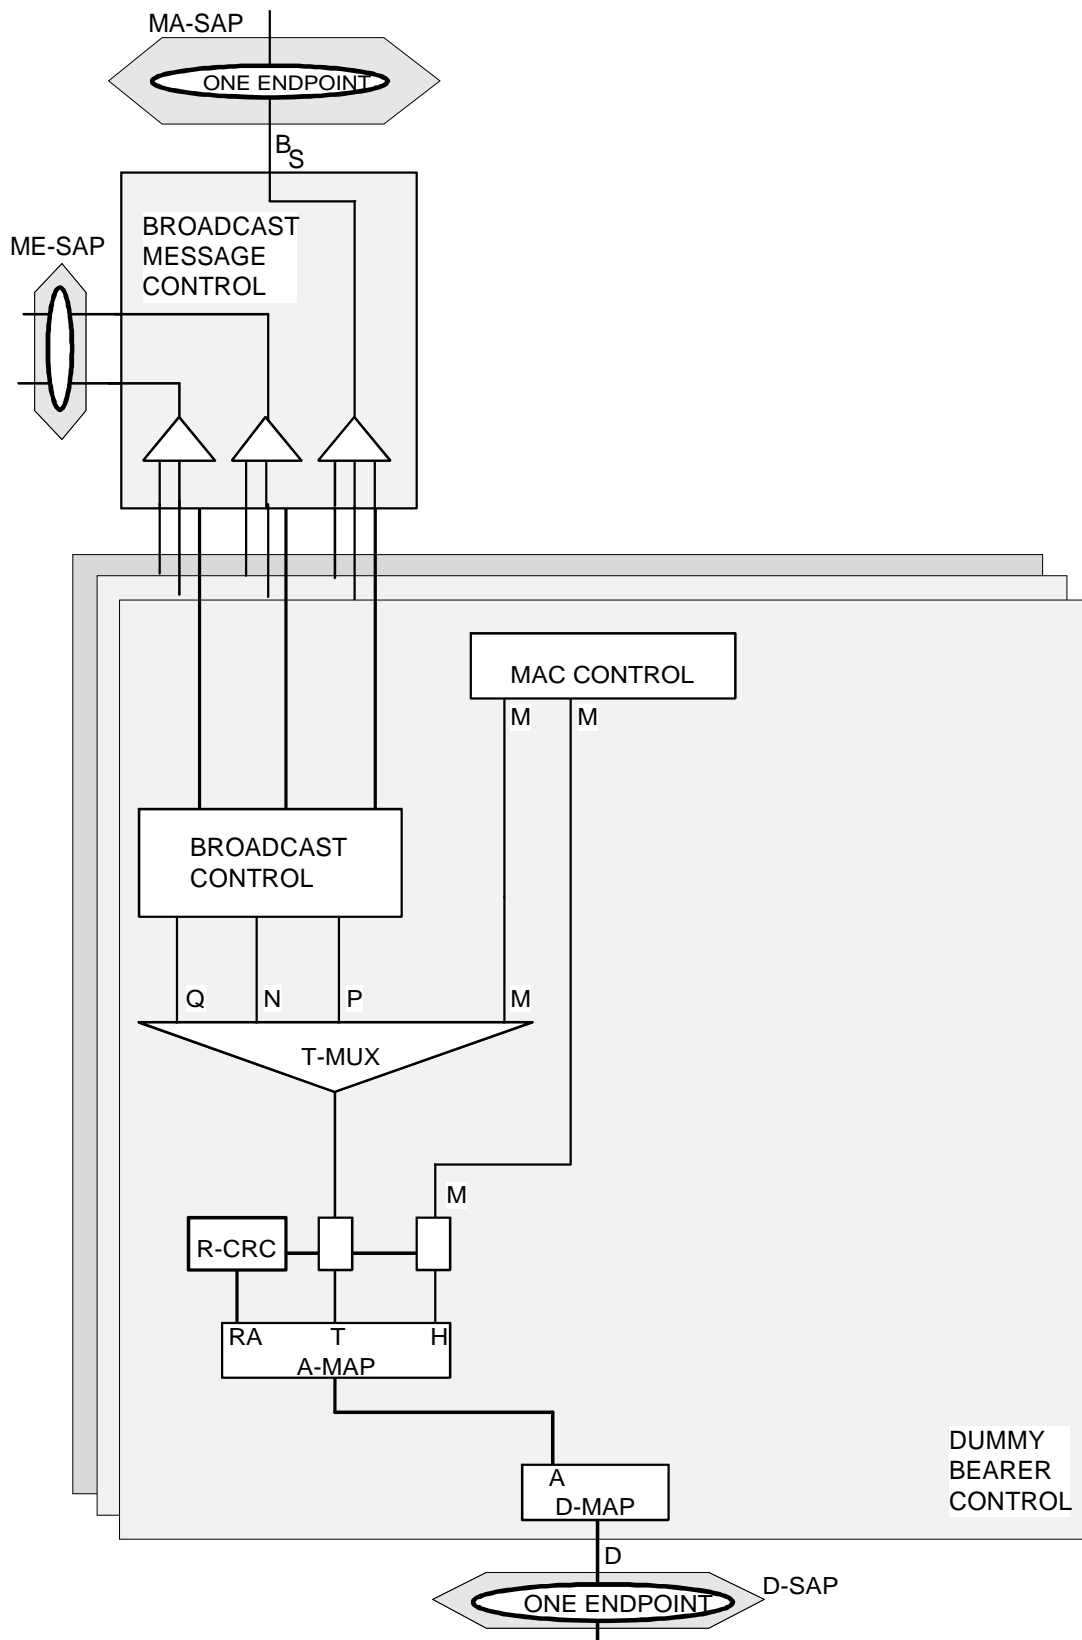 MA-SAP
ONE ENDPOINT
BS
BROADCAST
MESSAGE
CONTROL
ME-SAP
MAC CONTROL
M M
BROADCAST
CONTROL
Q N P M
T-MUX
M
R-CRC
RA T H
A-MAP
DUMMY
BEARER
CONTROL
A
D-MAP
D
D-SAP
ONE ENDPOINT